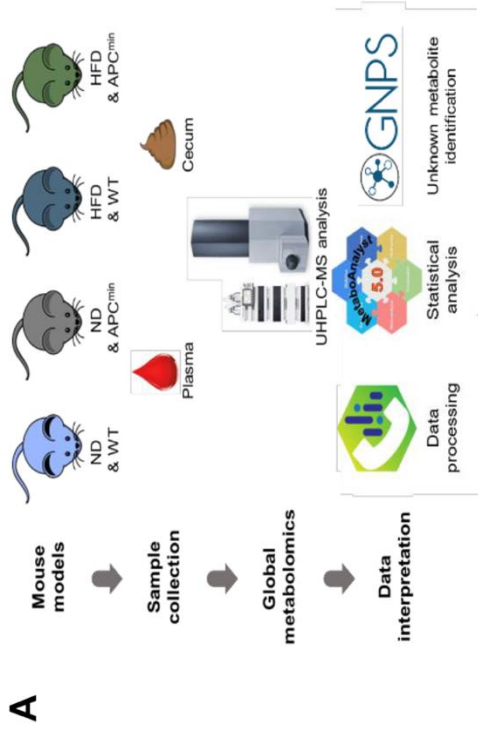 A
Mouse
models
ND
& WT
ND
& APCmin
HFD
& WT
HFD
& APCmin
Sample
collection
Plasma
Cecum
Global
metabolomics
UHPLC-MS analysis
Data
interpretation
Data
processing
MetaboAnalyst
5.0
Statistical
analysis
GNPS
Unknown metabolite
identification